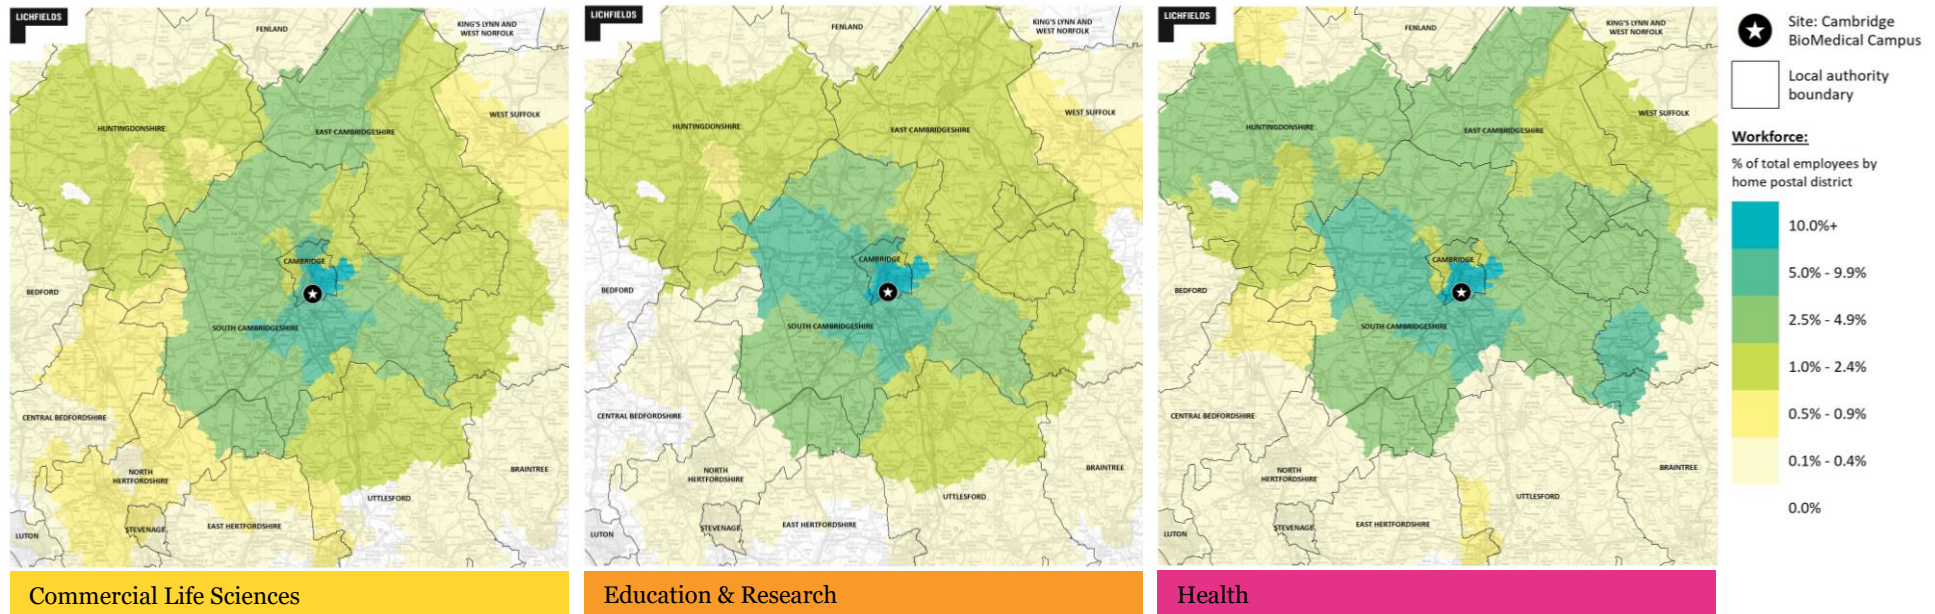 LICHFIELDS
FENLAND
KING'S LYNN AND
WEST NORFOLK
WEST SUFFOLK
HUNTINGDONSHIRE
EAST CAMBRIDGESHIRE
CAMBRIDGE
BEDFORD
SOUTH CAMBRIDGESHIRE
CENTRAL BEDFORDSHIRE
NORTH
HERTFORDSHIRE
BRAINTREE
UTTLESFORD
STEVENAGE
EAST HERTFORDSHIRE
LUTON
Commercial Life Sciences
LICHFIELDS
FENLAND
KING'S LYNN AND
WEST NORFOLK
WEST SUFFOLK
HUNTINGDONSHIRE
EAST CAMBRIDGESHIRE
CAMBRIDGE
BEDFORD
SOUTH CAMBRIDGESHIRE
CENTRAL BEDFORDSHIRE
NORTH
HERTFORDSHIRE
BRAINTREE
UTTLESFORD
STEVENAGE
EAST HERTFORDSHIRE
LUTON
Education & Research
LICHFIELDS
FENLAND
KING'S LYNN AND
WEST NORFOLK
WEST SUFFOLK
HUNTINGDONSHIRE
EAST CAMBRIDGESHIRE
CAMBRIDGE
BEDFORD
SOUTH CAMBRIDGESHIRE
CENTRAL BEDFORDSHIRE
NORTH
HERTFORDSHIRE
BRAINTREE
UTTLESFORD
STEVENAGE
EAST HERTFORDSHIRE
LUTON
Health
Site: Cambridge
BioMedical Campus
Local authority
boundary
Workforce:
% of total employees by
home postal district
10.0%+
5.0% - 9.9%
2.5% - 4.9%
1.0% - 2.4%
0.5% - 0.9%
0.1% - 0.4%
0.0%